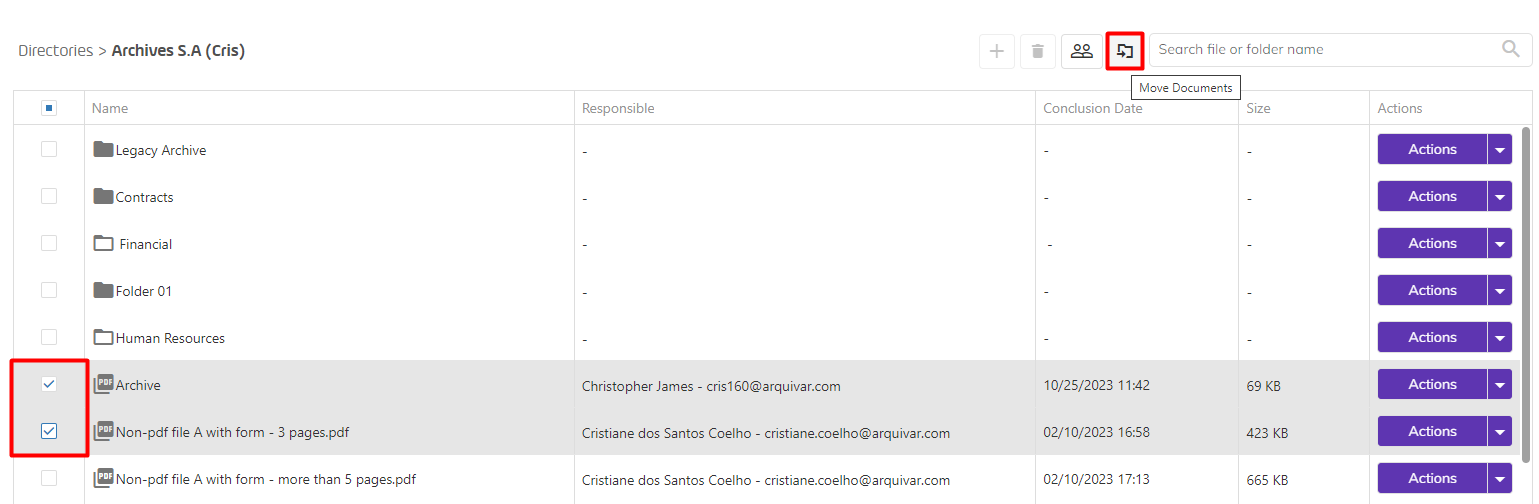 Directories > Archives S.A (Cris)
Search file or folder name
Move Documents
Name Responsible Conclusion Date Size Actions
Legacy Archive - - - Actions
Contracts - - - Actions
Financial - - - Actions
Folder 01 - - - Actions
Human Resources - - - Actions
PDF Archive Christopher James - cris160@arquivar.com 10/25/2023 11:42 69 KB Actions
PDF Non-pdf file A with form - 3 pages.pdf Cristiane dos Santos Coelho - cristiane.coelho@arquivar.com 02/10/2023 16:58 423 KB Actions
PDF Non-pdf file A with form - more than 5 pages.pdf Cristiane dos Santos Coelho - cristiane.coelho@arquivar.com 02/10/2023 17:13 665 KB Actions